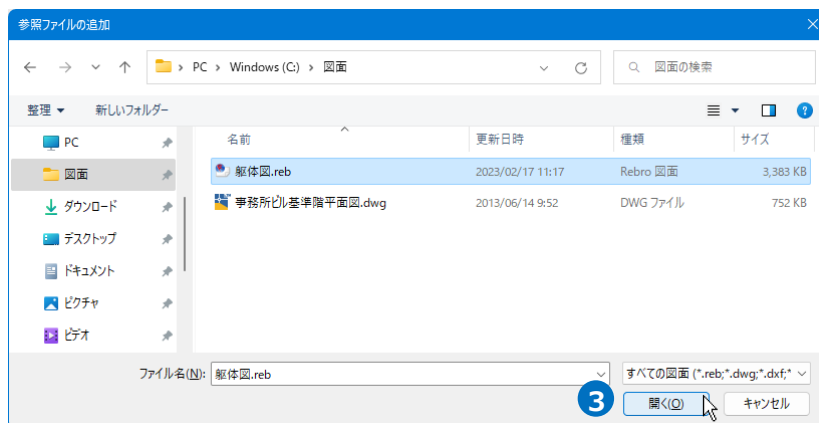 参照ファイルの追加
PC > Windows (C:) > 図面
図面の検索
整理 新しいフォルダー
名前 更新日時 種類 サイズ
PC
図面
ダウンロード
デスクトップ
ドキュメント
ピクチャ
ビデオ
躯体図.reb 2023/02/17 11:17 Rebro 図面 3,383 KB
事務所ビル基準階平面図.dwg 2013/06/14 9:52 DWG ファイル 752 KB
ファイル名(N): 躯体図.reb すべての図面 (*.reb;*.dwg;*.dxf;*
3 開く(O) キャンセル